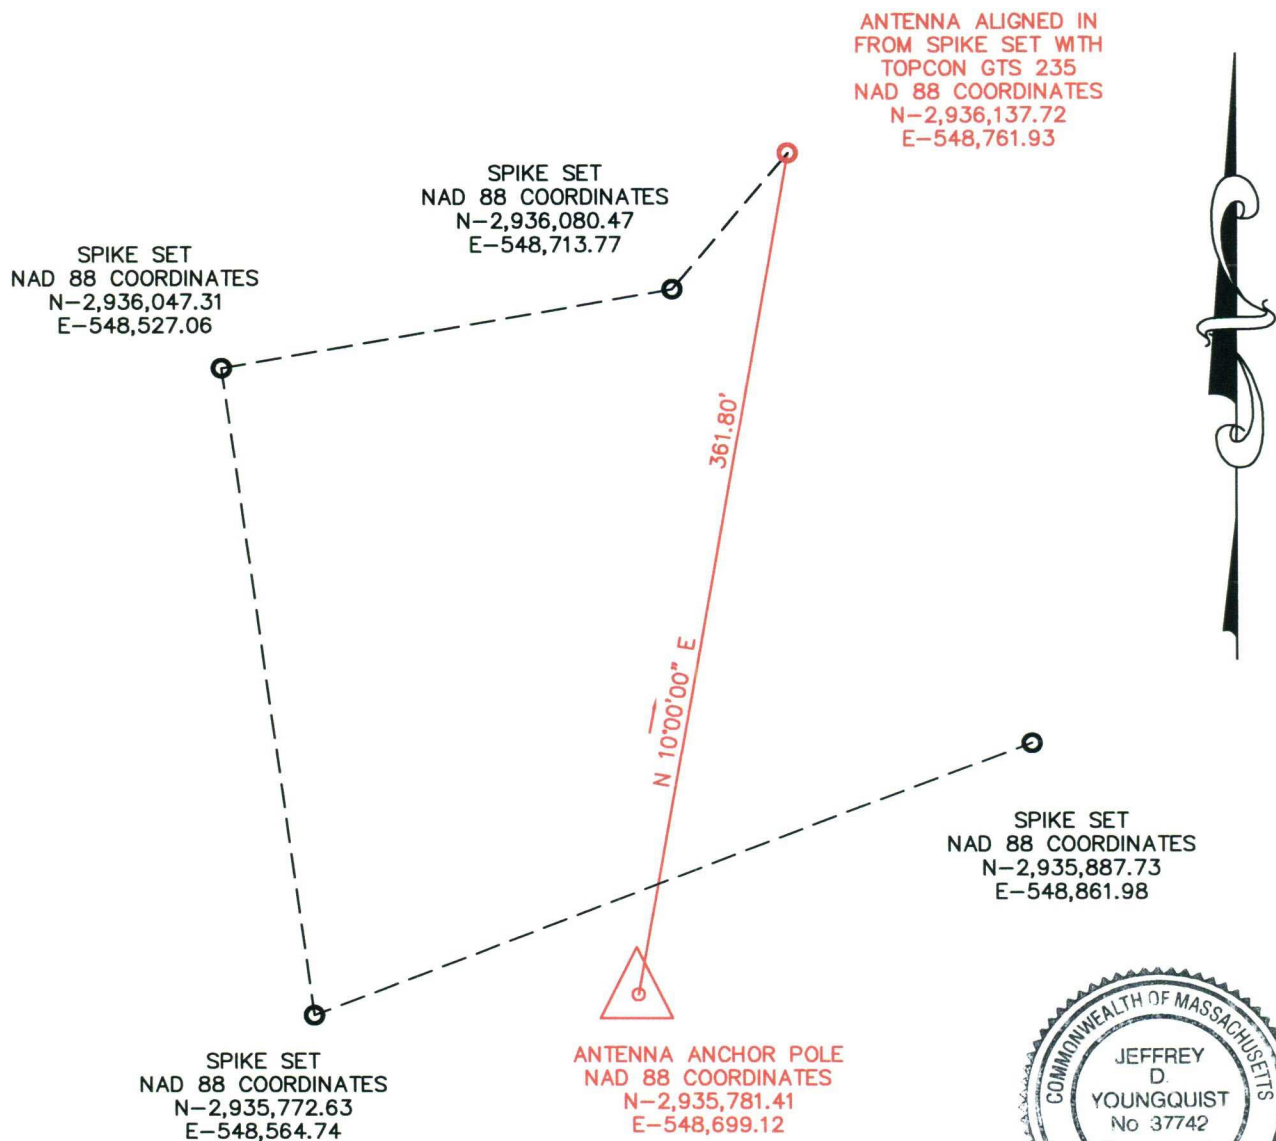 ANTENNA ALIGNED IN
FROM SPIKE SET WITH
TOPCON GTS 235
NAD 88 COORDINATES
N-2,936,137.72
E-548,761.93
SPIKE SET
NAD 88 COORDINATES
N-2,936,080.47
E-548,713.77
SPIKE SET
NAD 88 COORDINATES
N-2,936,047.31
E-548,527.06
361.80'
N 10°00'00" E
SPIKE SET
NAD 88 COORDINATES
N-2,935,887.73
E-548,861.98
SPIKE SET
NAD 88 COORDINATES
N-2,935,772.63
E-548,564.74
ANTENNA ANCHOR POLE
NAD 88 COORDINATES
N-2,935,781.41
E-548,699.12
COMMONWEALTH OF MASSACHUSETTS
JEFFREY
D.
YOUNGQUIST
No 37742